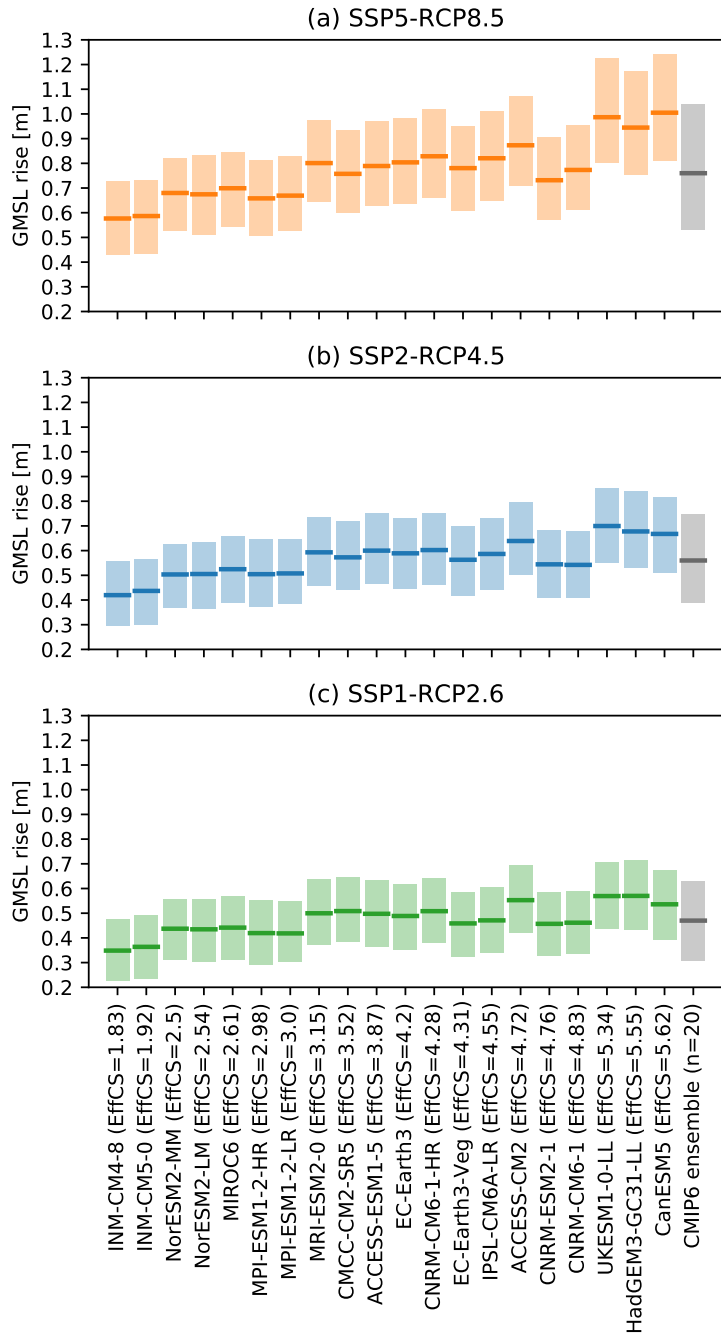 (a) SSP5-RCP8.5
GMSL rise [m]
1.3
1.2
1.1
1.0
0.9
0.8
0.7
0.6
0.5
0.4
0.3
0.2
(b) SSP2-RCP4.5
GMSL rise [m]
1.3
1.2
1.1
1.0
0.9
0.8
0.7
0.6
0.5
0.4
0.3
0.2
(c) SSP1-RCP2.6
GMSL rise [m]
1.3
1.2
1.1
1.0
0.9
0.8
0.7
0.6
0.5
0.4
0.3
0.2
INM-CM4-8 (EffCS=1.83)
INM-CM5-0 (EffCS=1.92)
NorESM2-MM (EffCS=2.5)
NorESM2-LM (EffCS=2.54)
MIROC6 (EffCS=2.61)
MPI-ESM1-2-HR (EffCS=2.98)
MPI-ESM1-2-LR (EffCS=3.0)
MRI-ESM2-0 (EffCS=3.15)
CMCC-CM2-SR5 (EffCS=3.52)
ACCESS-ESM1-5 (EffCS=3.87)
EC-Earth3 (EffCS=4.2)
CNRM-CM6-1-HR (EffCS=4.28)
EC-Earth3-Veg (EffCS=4.31)
IPSL-CM6A-LR (EffCS=4.55)
ACCESS-CM2 (EffCS=4.72)
CNRM-ESM2-1 (EffCS=4.76)
CNRM-CM6-1 (EffCS=4.83)
UKESM1-0-LL (EffCS=5.34)
HadGEM3-GC31-LL (EffCS=5.55)
CanESM5 (EffCS=5.62)
CMIP6 ensemble (n=20)